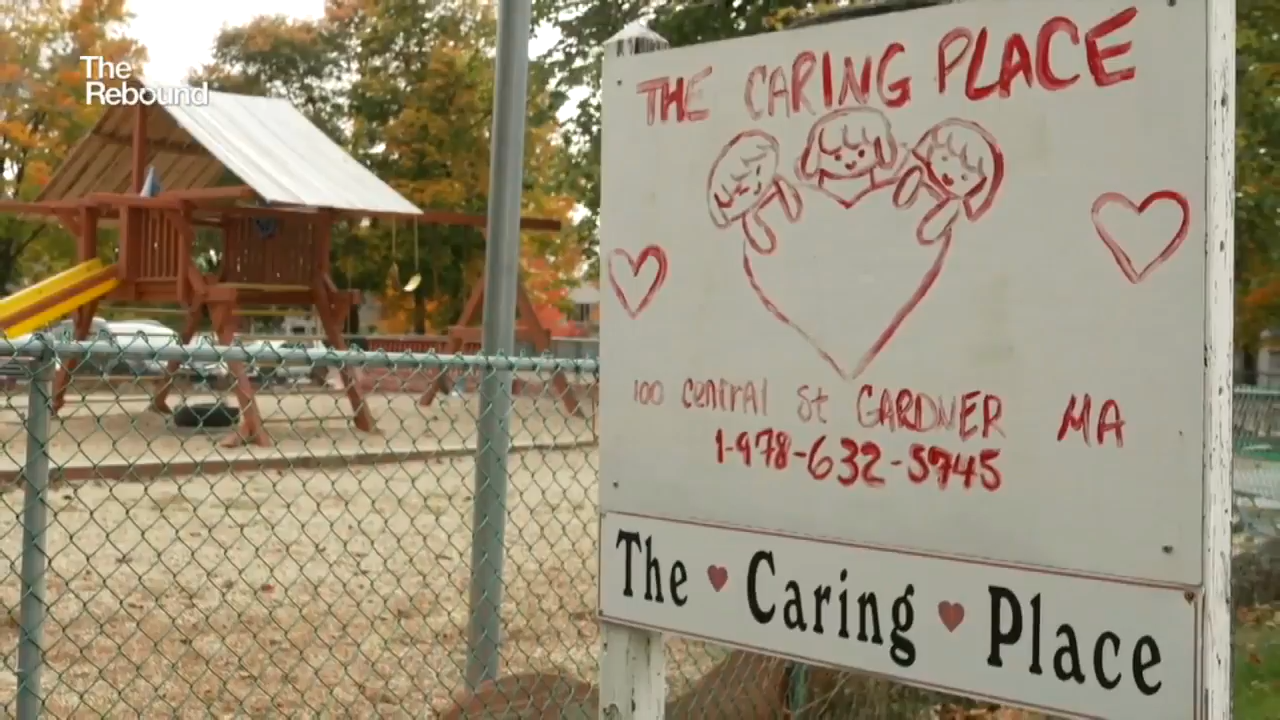 The
Rebound
THE CARING PLACE
100 CENTRAL St GARDNER MA
1-978-632-5745
The Caring Place